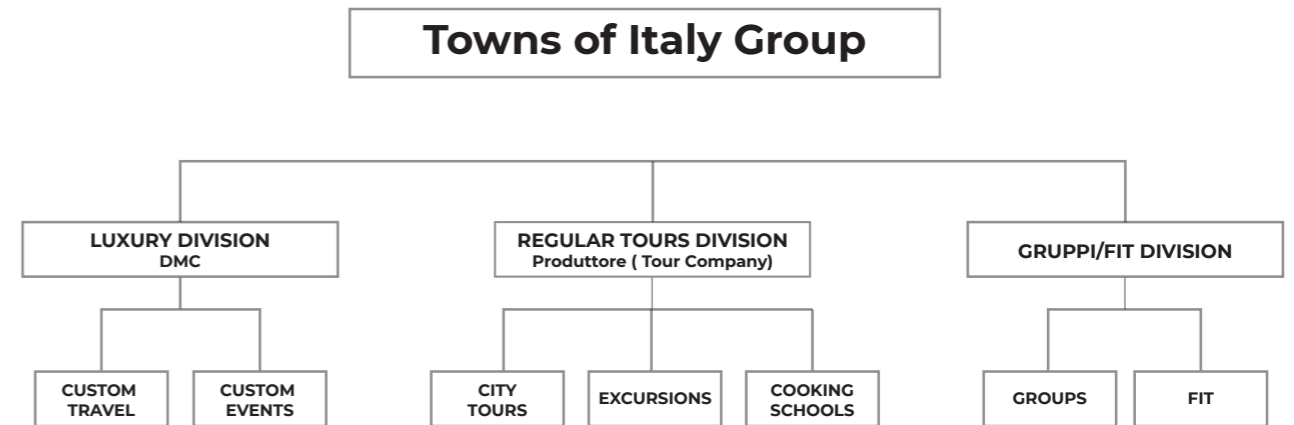 Towns of Italy Group
LUXURY DIVISION
DMC
REGULAR TOURS DIVISION
Produttore ( Tour Company)
GRUPPI/FIT DIVISION
CUSTOM
TRAVEL
CUSTOM
EVENTS
CITY
TOURS
EXCURSIONS
COOKING
SCHOOLS
GROUPS
FIT